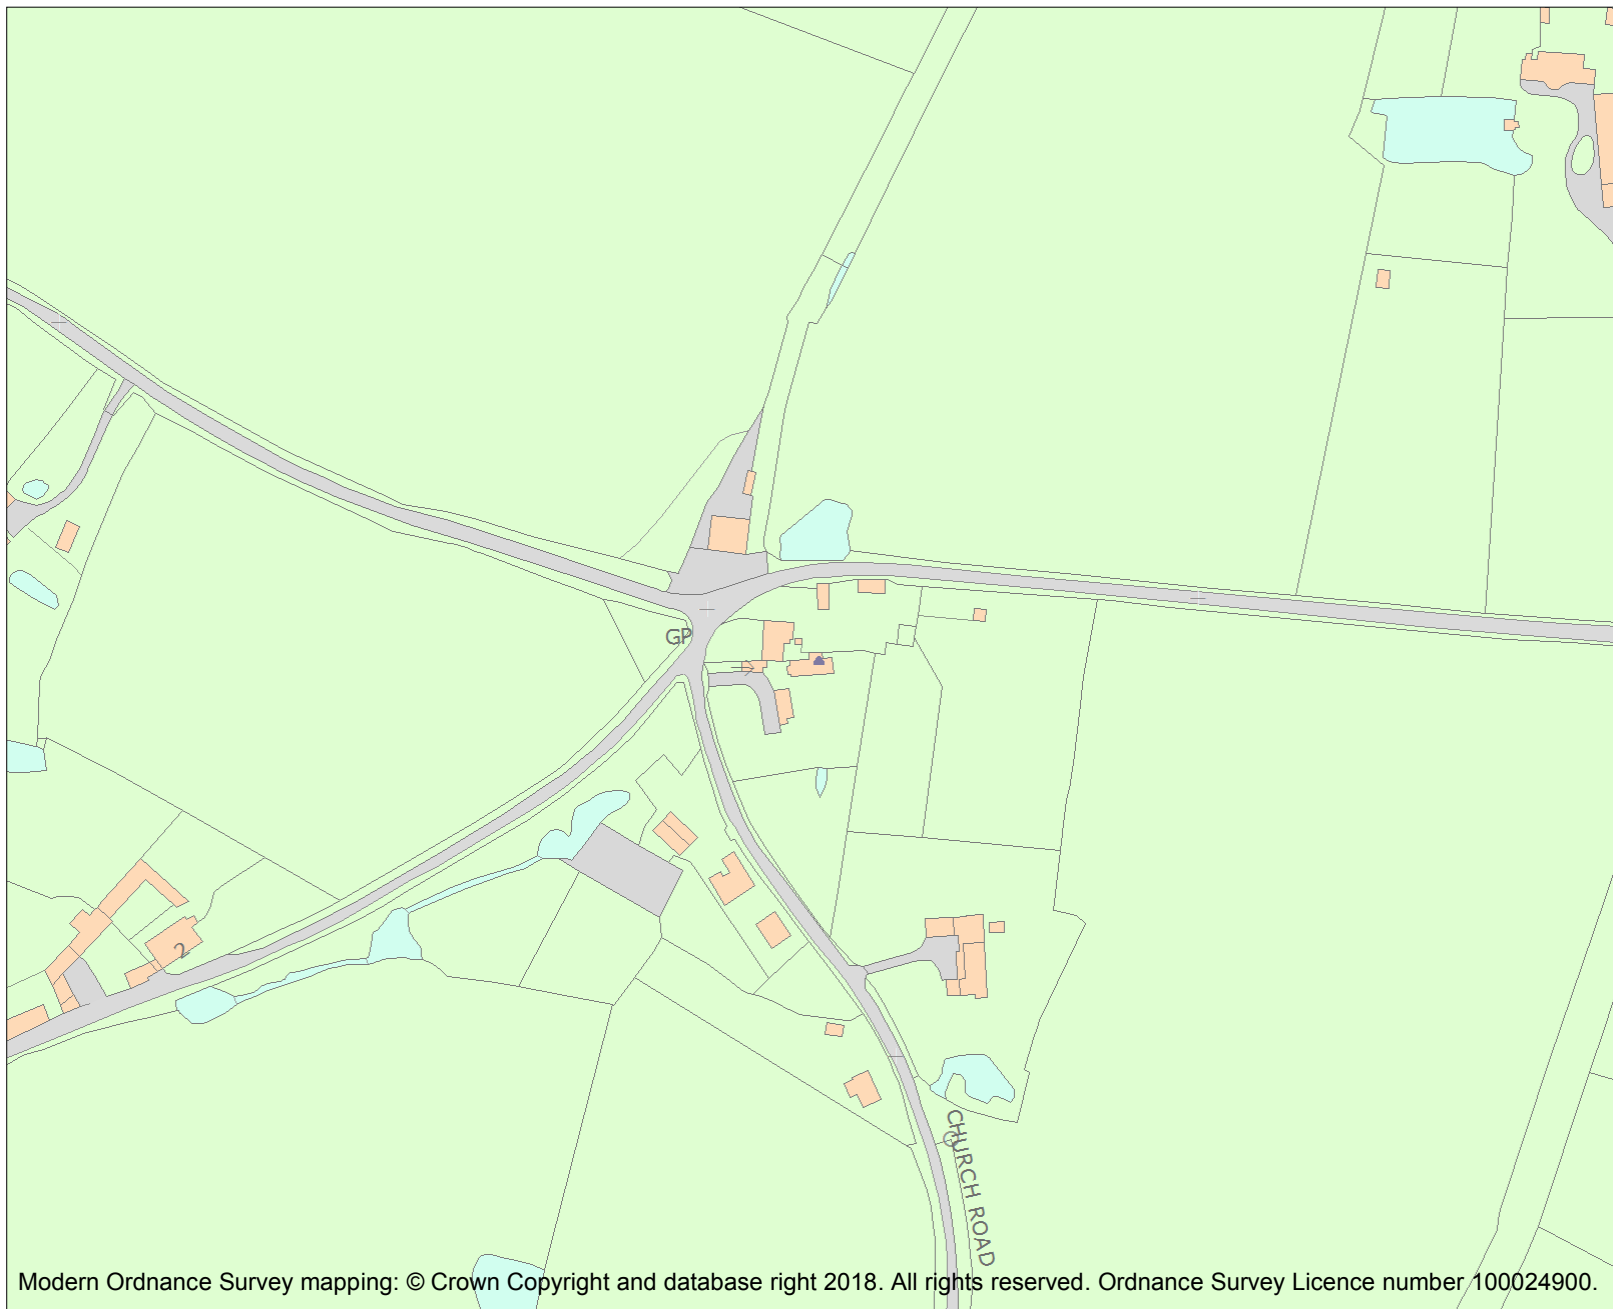 GP
2
CHURCH ROAD
Modern Ordnance Survey mapping: © Crown Copyright and database right 2018. All rights reserved. Ordnance Survey Licence number 100024900.